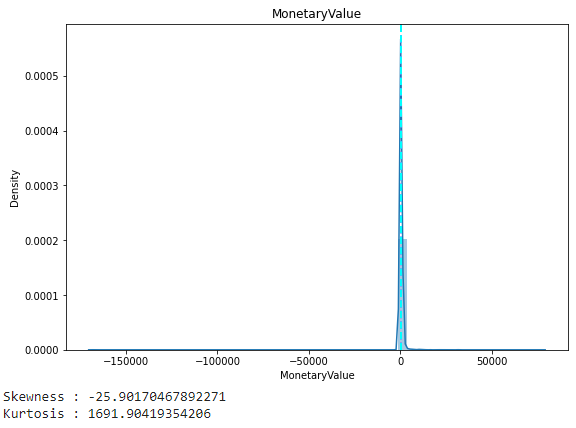 MonetaryValue
0.0005
0.0004
0.0003
0.0002
0.0001
0.0000
Density
−150000 −100000 −50000 0 50000
MonetaryValue
Skewness : -25.90170467892271
Kurtosis : 1691.90419354206